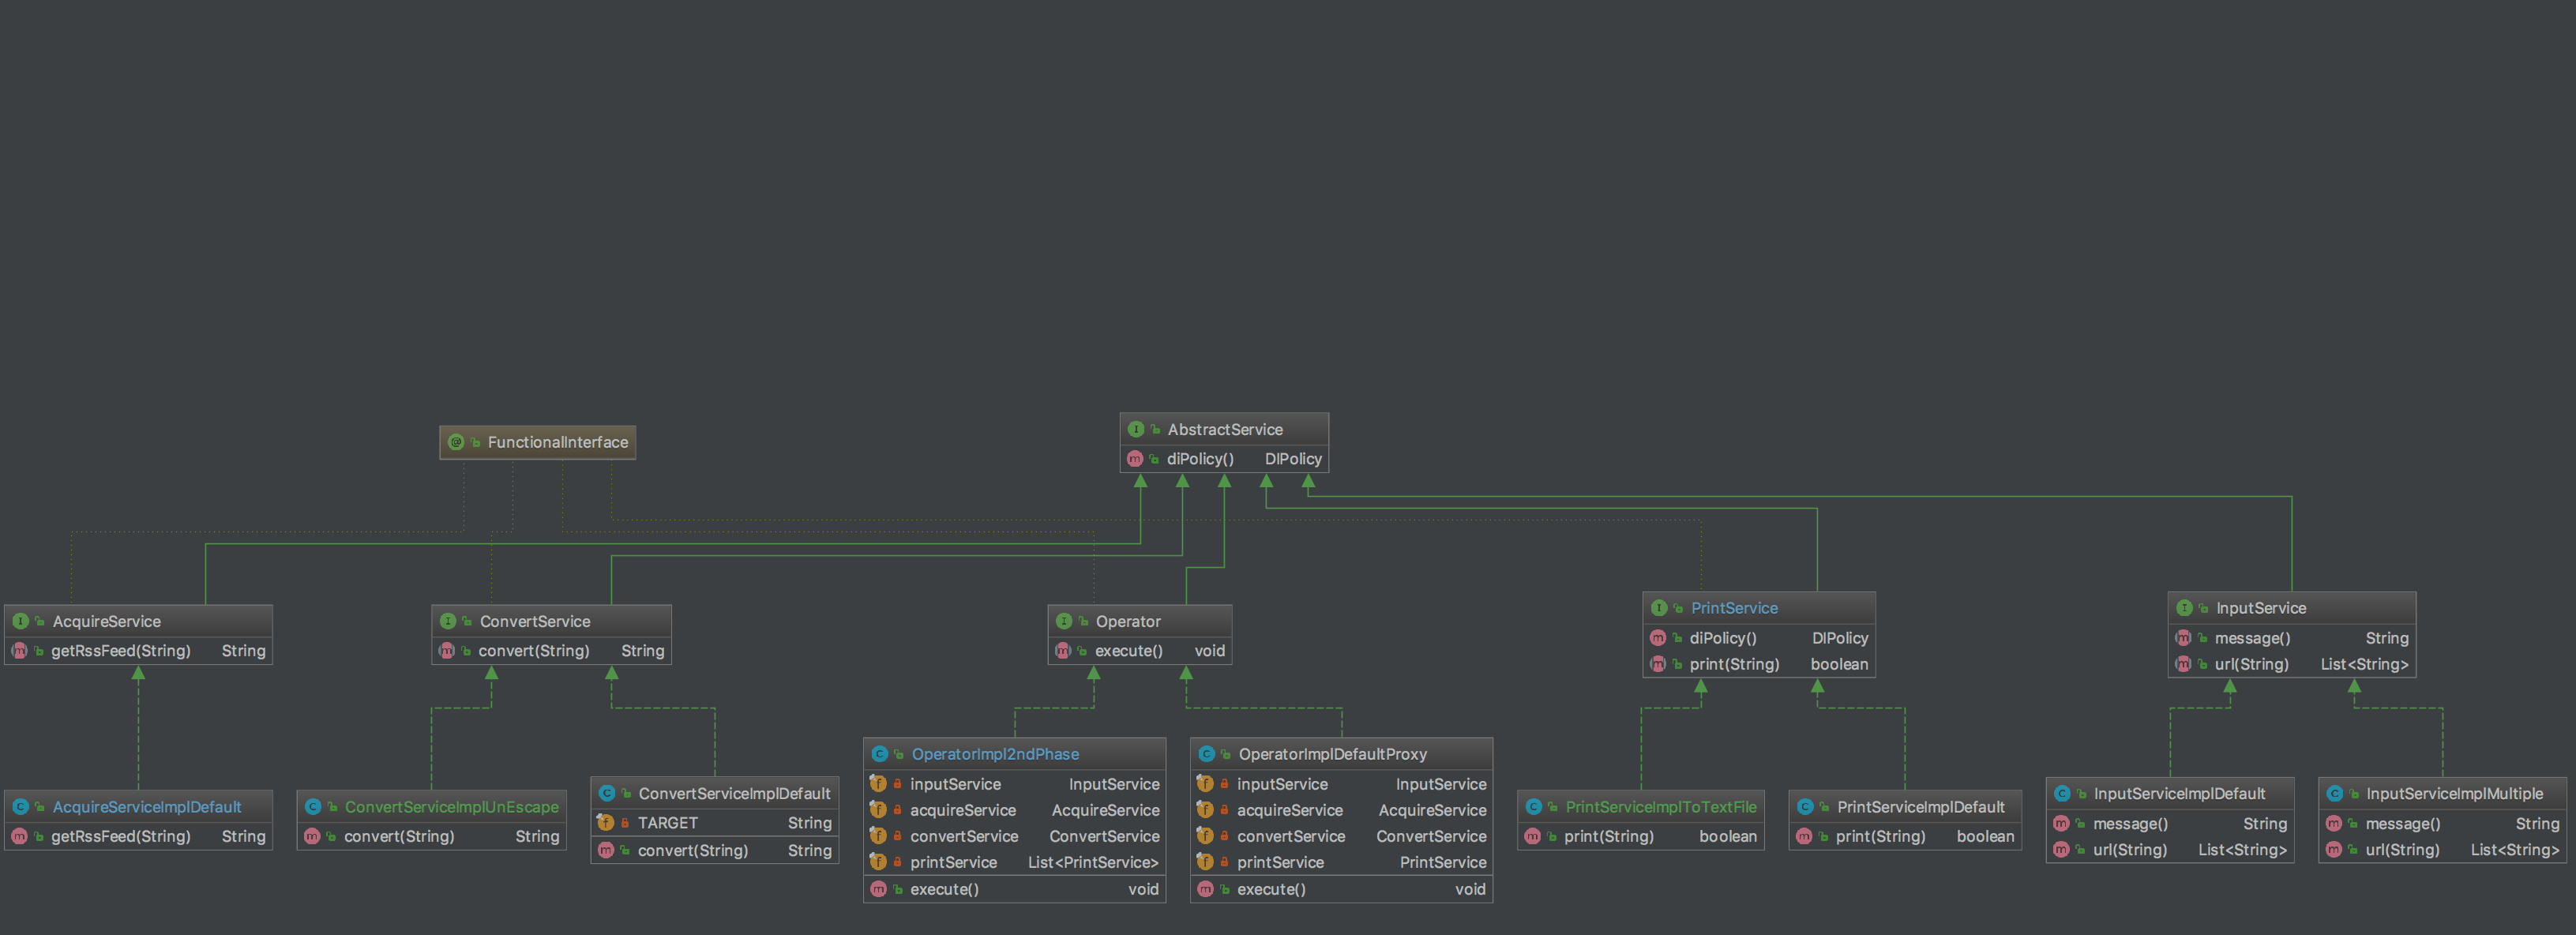 FunctionalInterface
AbstractService
diPolicy() DIPolicy
AcquireService
getRssFeed(String) String
ConvertService
convert(String) String
Operator
execute() void
PrintService
diPolicy() DIPolicy
print(String) boolean
InputService
message() String
url(String) List<String>
AcquireServiceImplDefault
getRssFeed(String) String
ConvertServiceImplUnEscape
convert(String) String
ConvertServiceImplDefault
TARGET String
convert(String) String
OperatorImpl2ndPhase
inputService InputService
acquireService AcquireService
convertService ConvertService
printService List<PrintService>
execute() void
OperatorImplDefaultProxy
inputService InputService
acquireService AcquireService
convertService ConvertService
printService PrintService
execute() void
PrintServiceImplToTextFile
print(String) boolean
PrintServiceImplDefault
print(String) boolean
InputServiceImplDefault
message() String
url(String) List<String>
InputServiceImplMultiple
message() String
url(String) List<String>